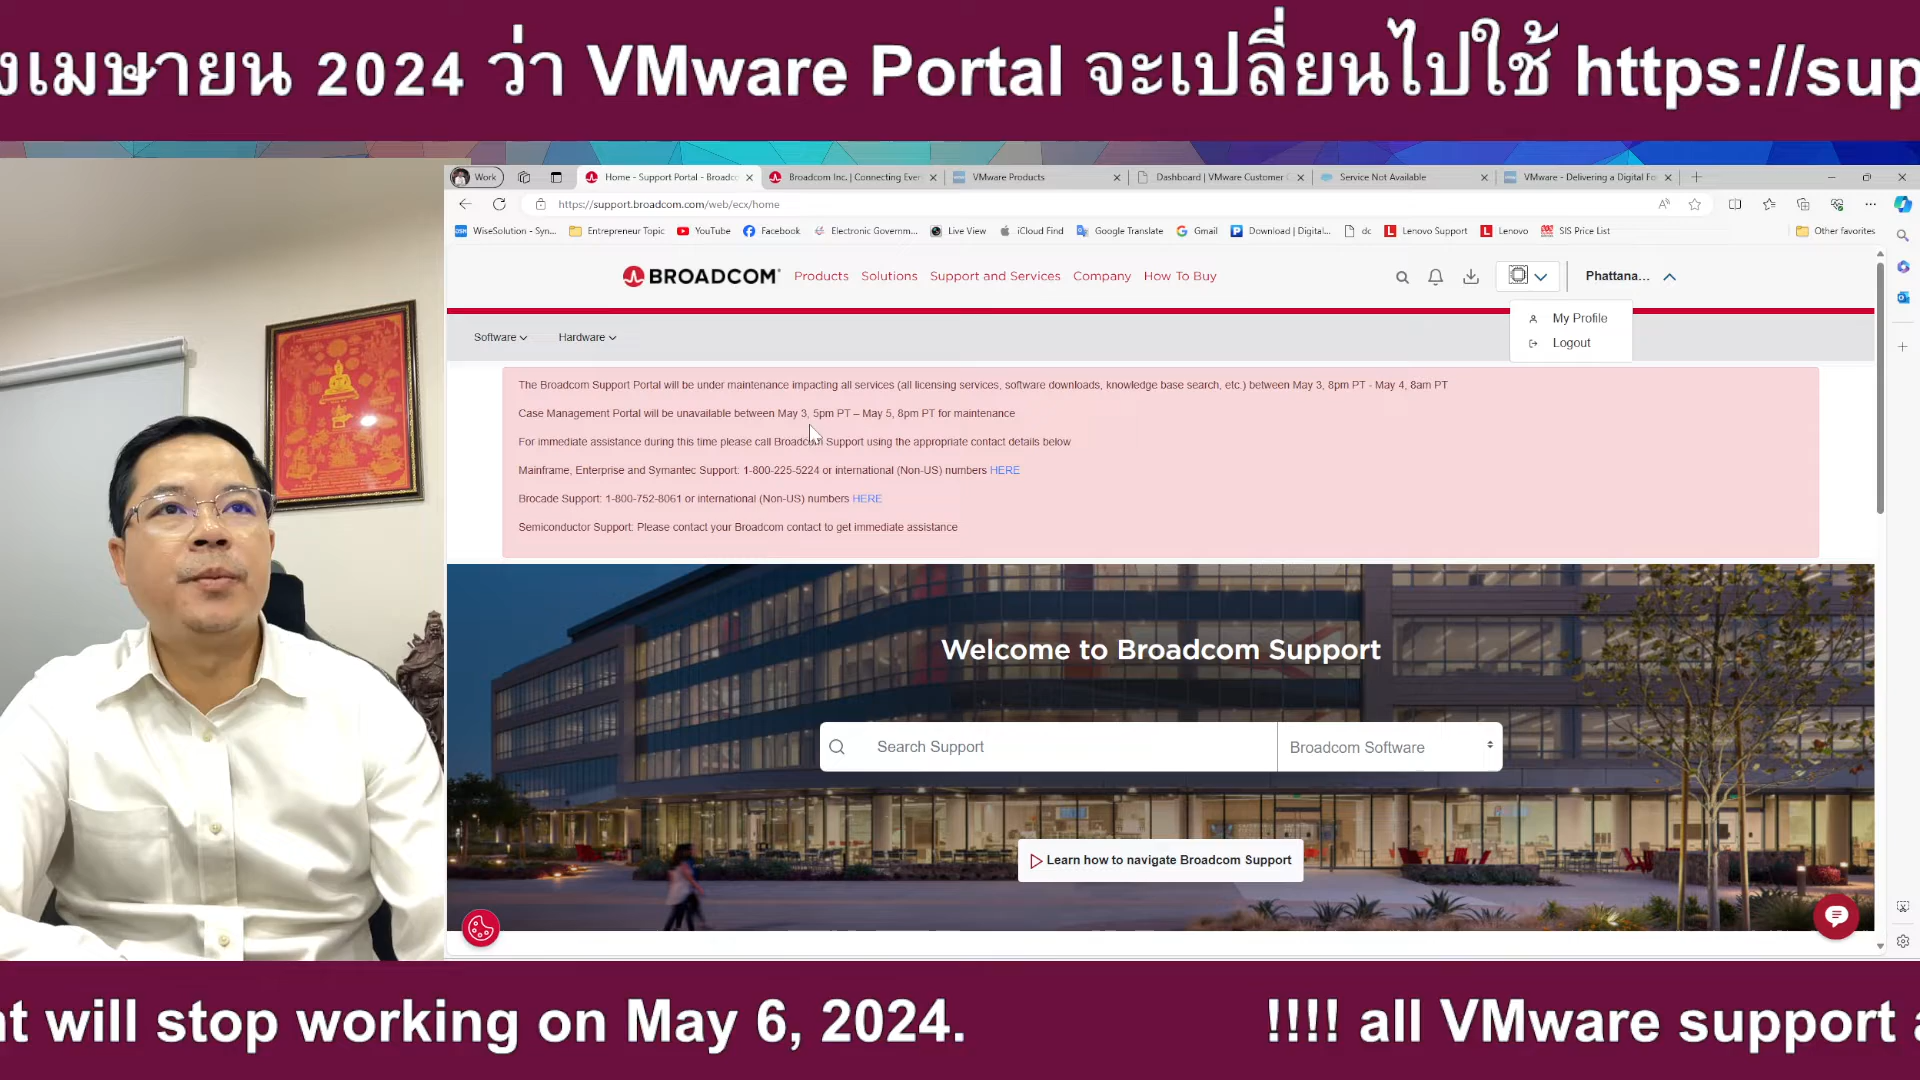 งเมษายน 2024 ว่า VMware Portal จะเปลี่ยนไปใช้ https://sup
Work
Home - Support Portal - Broadc
Broadcom Inc. | Connecting Ever
VMware Products
Dashboard | VMware Customer C
Service Not Available
VMware - Delivering a Digital Fo
https://support.broadcom.com/web/ecx/home
WiseSolution - Syn...
Entrepreneur Topic
YouTube
Facebook
Electronic Governm...
Live View
iCloud Find
Google Translate
Gmail
Download | Digital...
dc
Lenovo Support
Lenovo
SIS Price List
Other favorites
BROADCOM
Products
Solutions
Support and Services
Company
How To Buy
Phattana...
My Profile
Logout
Software
Hardware
The Broadcom Support Portal will be under maintenance impacting all services (all licensing services, software downloads, knowledge base search, etc.) between May 3, 8pm PT - May 4, 8am PT
Case Management Portal will be unavailable between May 3, 5pm PT – May 5, 8pm PT for maintenance
For immediate assistance during this time please call Broadcom Support using the appropriate contact details below
Mainframe, Enterprise and Symantec Support: 1-800-225-5224 or international (Non-US) numbers HERE
Brocade Support: 1-800-752-8061 or international (Non-US) numbers HERE
Semiconductor Support: Please contact your Broadcom contact to get immediate assistance
Welcome to Broadcom Support
Search Support
Broadcom Software
Learn how to navigate Broadcom Support
nt will stop working on May 6, 2024.
!!!! all VMware support a